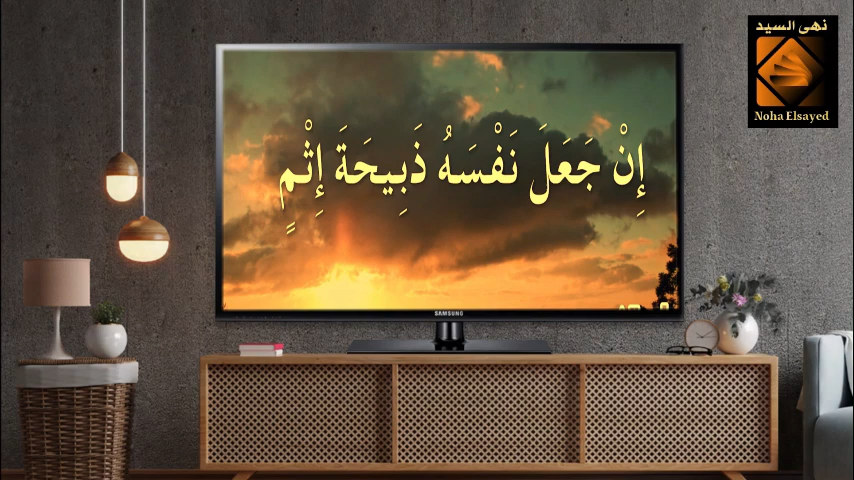 نهى السيد
Noha Elsayed
إِنْ جَعَلَ نَفْسَهُ ذَبِيحَةَ إِثْمٍ
SAMSUNG